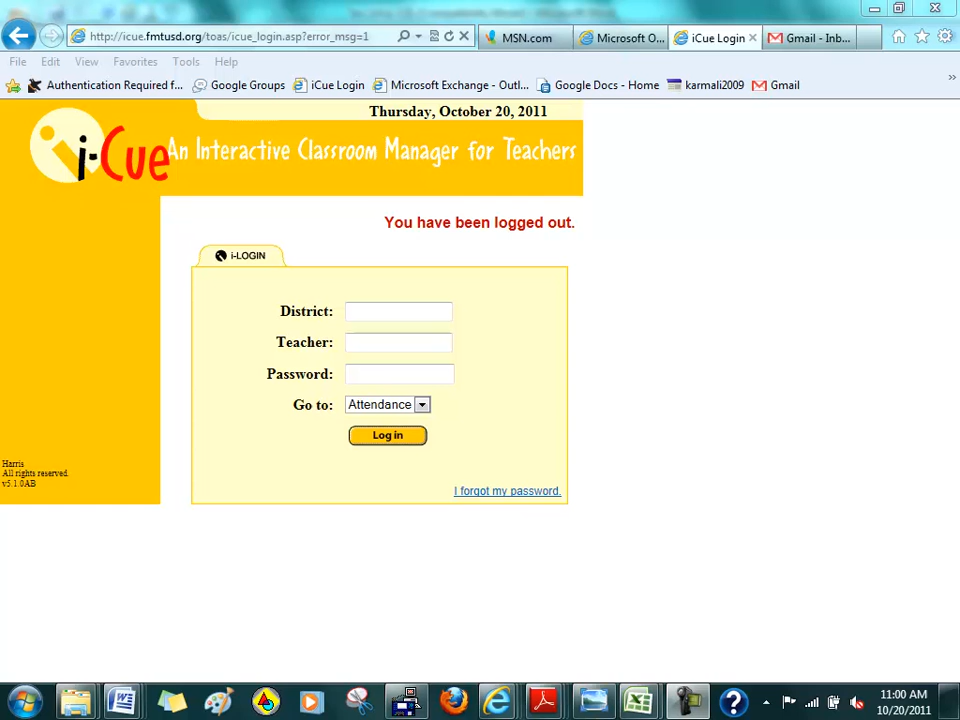 http://icue.fmtusd.org/toas/icue_login.asp?error_msg=1
MSN.com
Microsoft O...
iCue Login
Gmail - Inb...
File Edit View Favorites Tools Help
Authentication Required f...
Google Groups
iCue Login
Microsoft Exchange - Outl...
Google Docs - Home
karmali2009
Gmail
Thursday, October 20, 2011
i-Cue An Interactive Classroom Manager for Teachers
You have been logged out.
i-LOGIN
District:
Teacher:
Password:
Go to: Attendance
Log in
I forgot my password.
Harris
All rights reserved.
v5.1.0AB
11:00 AM
10/20/2011